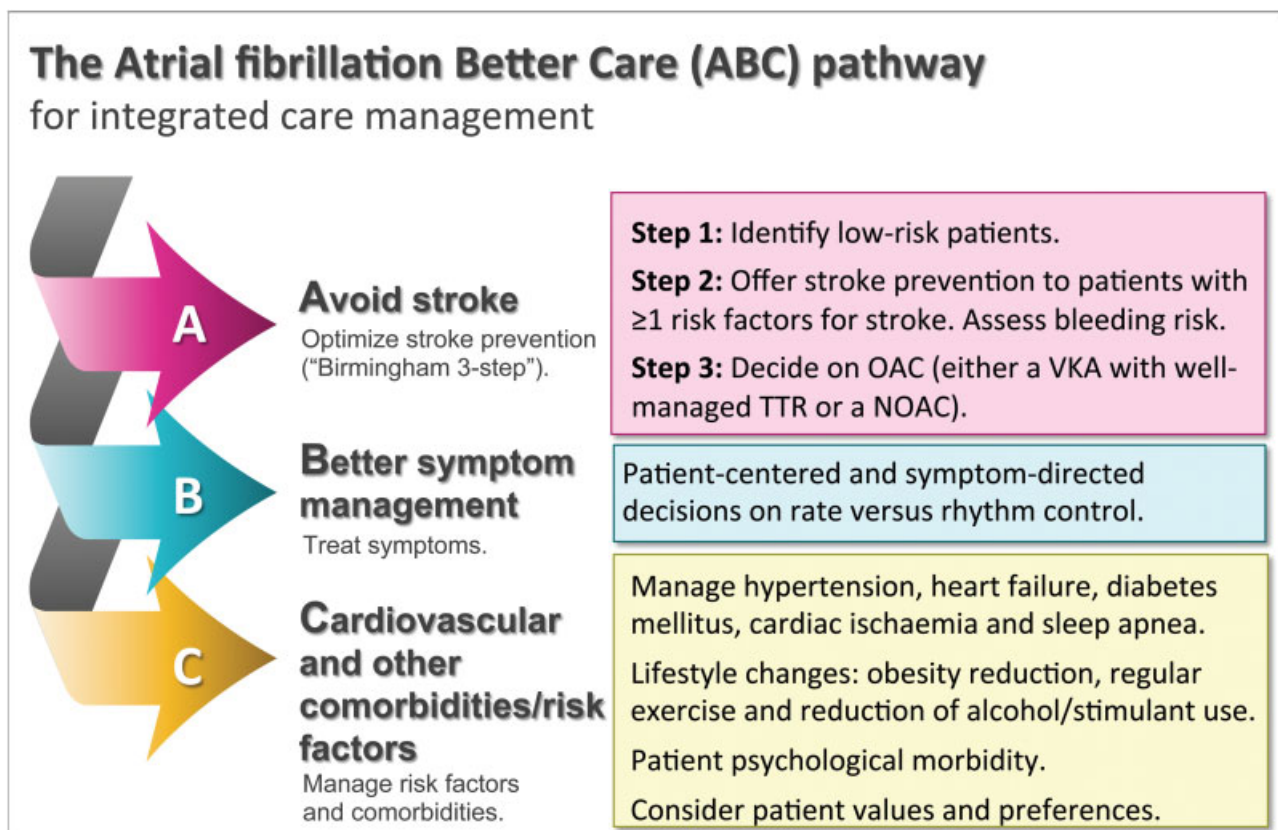 The Atrial fibrillation Better Care (ABC) pathway
for integrated care management
A
Avoid stroke
Optimize stroke prevention
("Birmingham 3-step").
Step 1: Identify low-risk patients.
Step 2: Offer stroke prevention to patients with
≥1 risk factors for stroke. Assess bleeding risk.
Step 3: Decide on OAC (either a VKA with well-
managed TTR or a NOAC).
B
Better symptom
management
Treat symptoms.
Patient-centered and symptom-directed
decisions on rate versus rhythm control.
C
Cardiovascular
and other
comorbidities/risk
factors
Manage risk factors
and comorbidities.
Manage hypertension, heart failure, diabetes
mellitus, cardiac ischaemia and sleep apnea.
Lifestyle changes: obesity reduction, regular
exercise and reduction of alcohol/stimulant use.
Patient psychological morbidity.
Consider patient values and preferences.